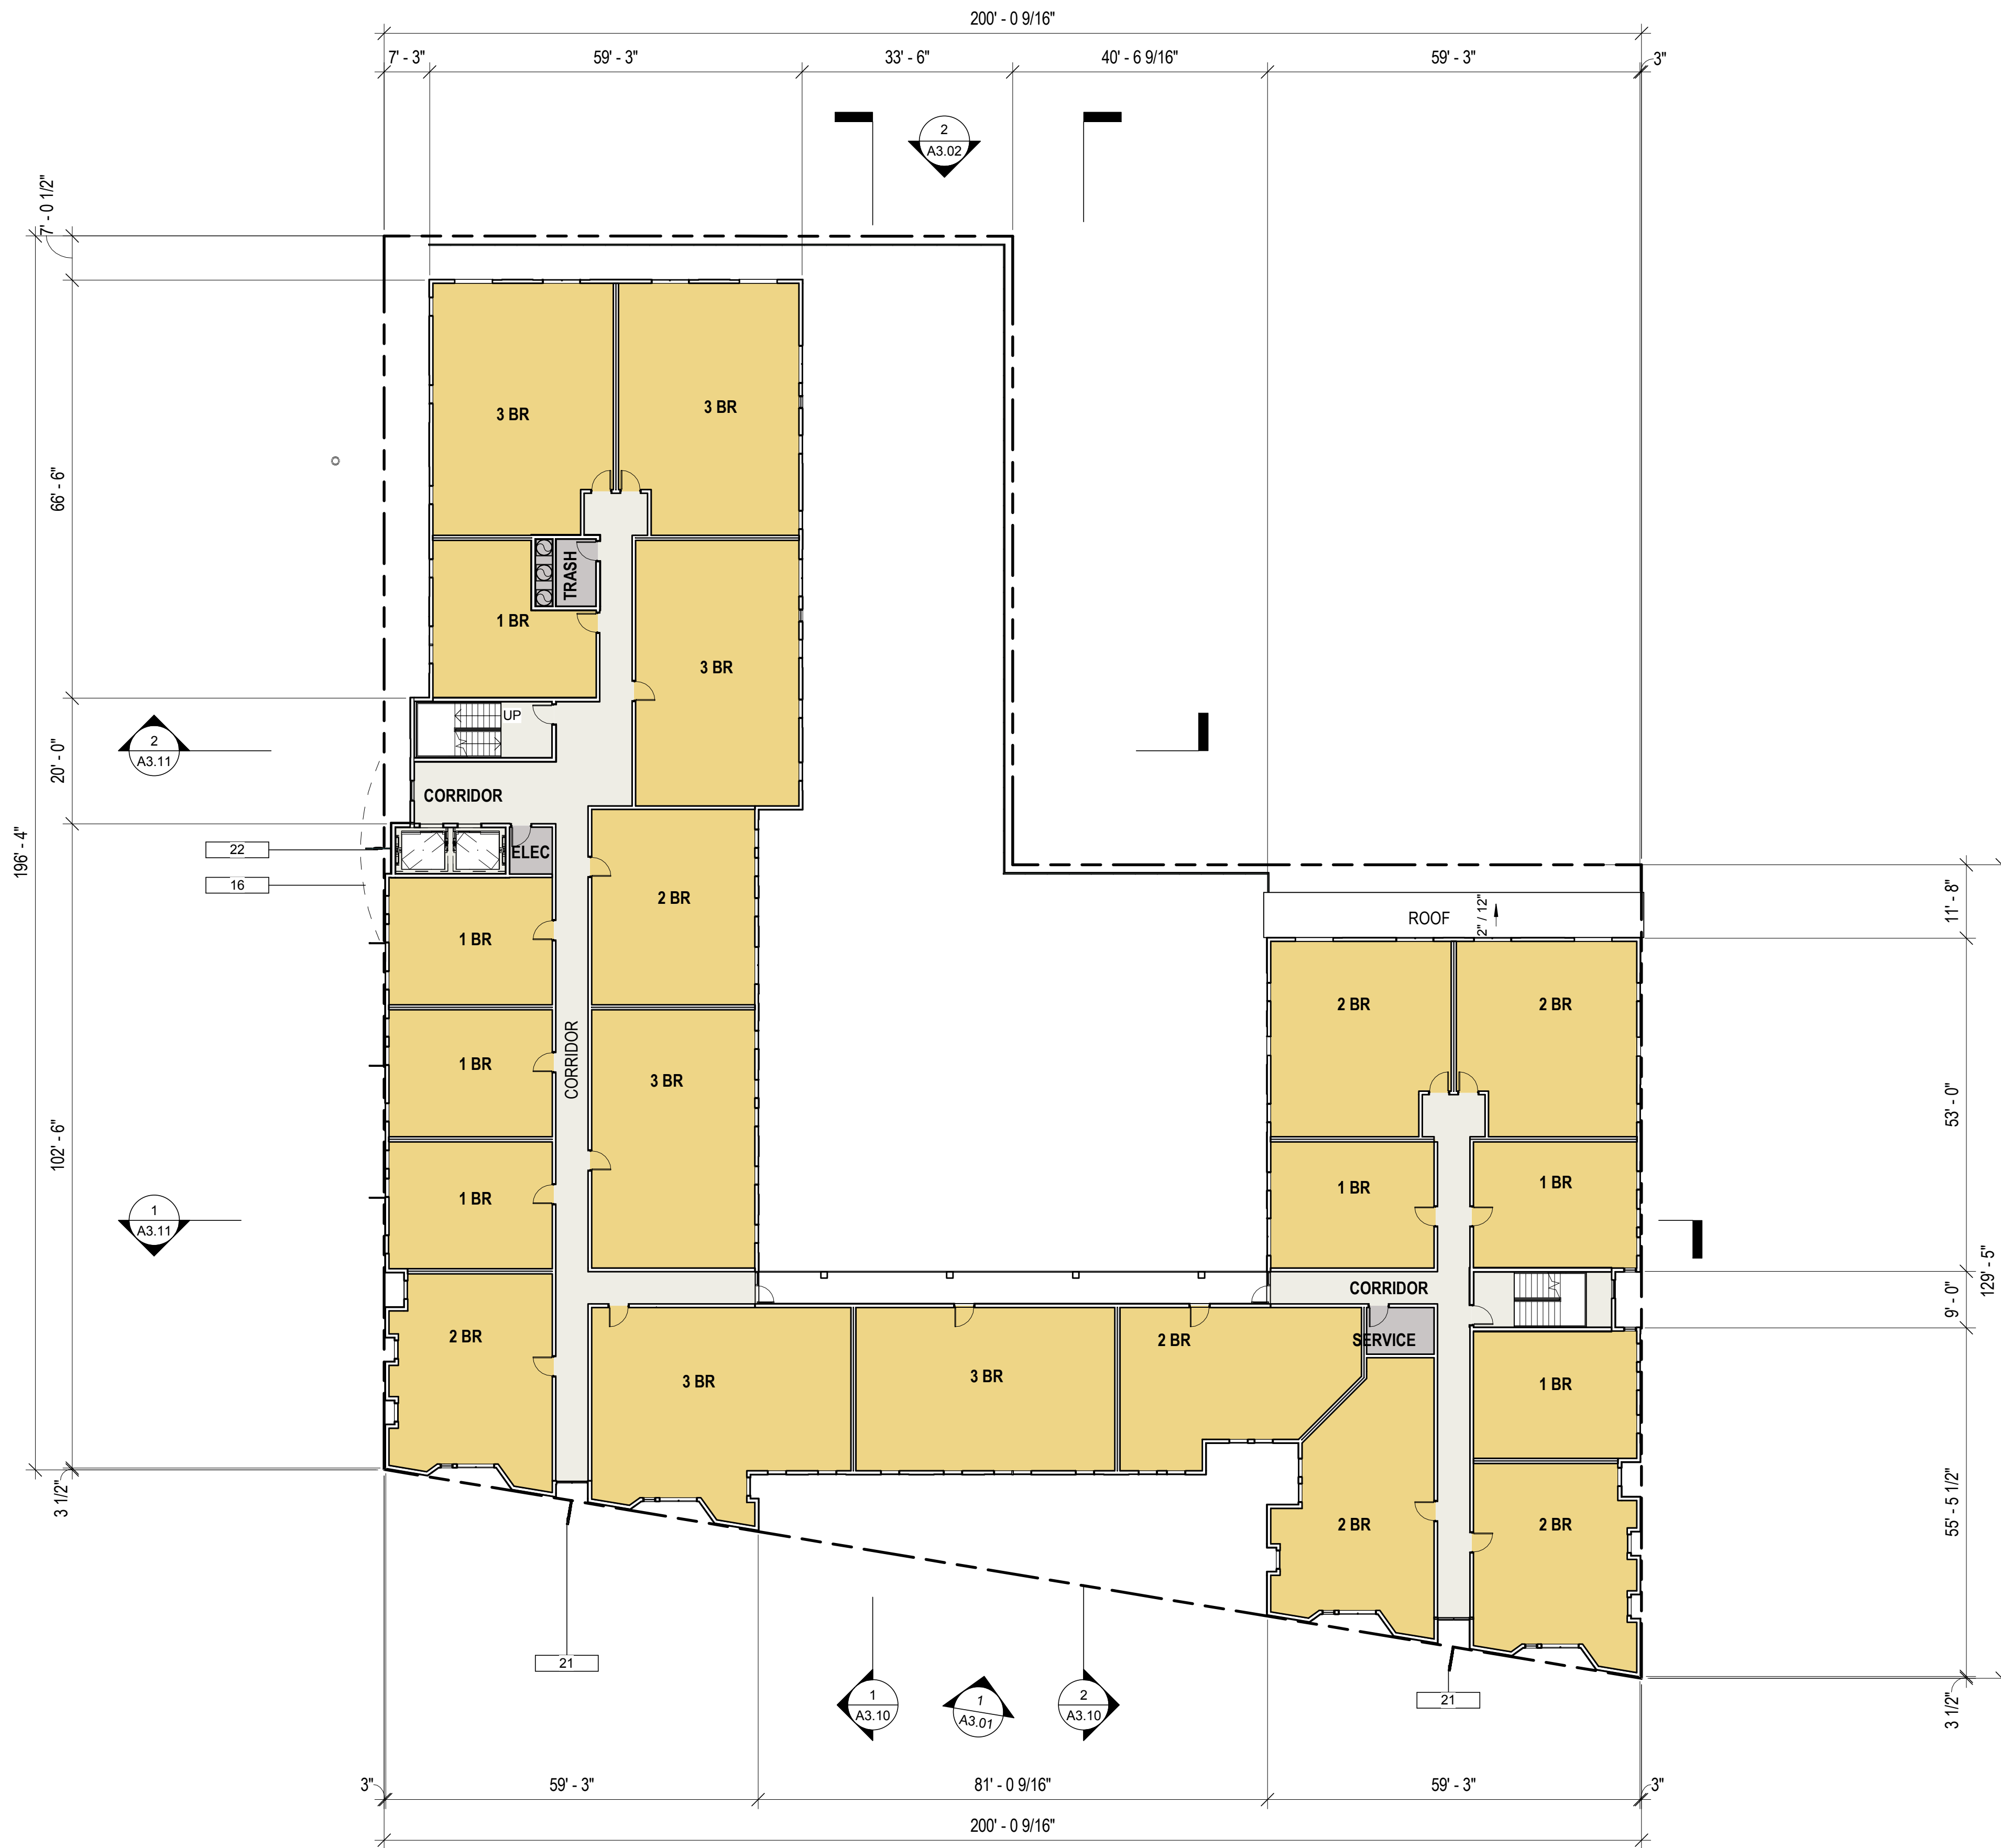 200' - 0 9/16"
7' - 3"
59' - 3"
33' - 6"
40' - 6 9/16"
59' - 3"
3"
2
A3.02
7' - 0 1/2"
66' - 6"
20' - 0"
196' - 4"
102' - 6"
3 1/2"
3 BR
3 BR
TRASH
1 BR
3 BR
UP
2
A3.11
CORRIDOR
ELEC
22
16
2 BR
1 BR
ROOF
2" / 12"
11' - 8"
2 BR
2 BR
1 BR
CORRIDOR
3 BR
53' - 0"
1 BR
1 BR
1 BR
1
A3.11
CORRIDOR
129' - 5"
9' - 0"
2 BR
2 BR
SERVICE
3 BR
3 BR
1 BR
2 BR
2 BR
55' - 5 1/2"
3 1/2"
21
21
1
A3.10
1
A3.01
2
A3.10
3"
59' - 3"
81' - 0 9/16"
59' - 3"
3"
200' - 0 9/16"